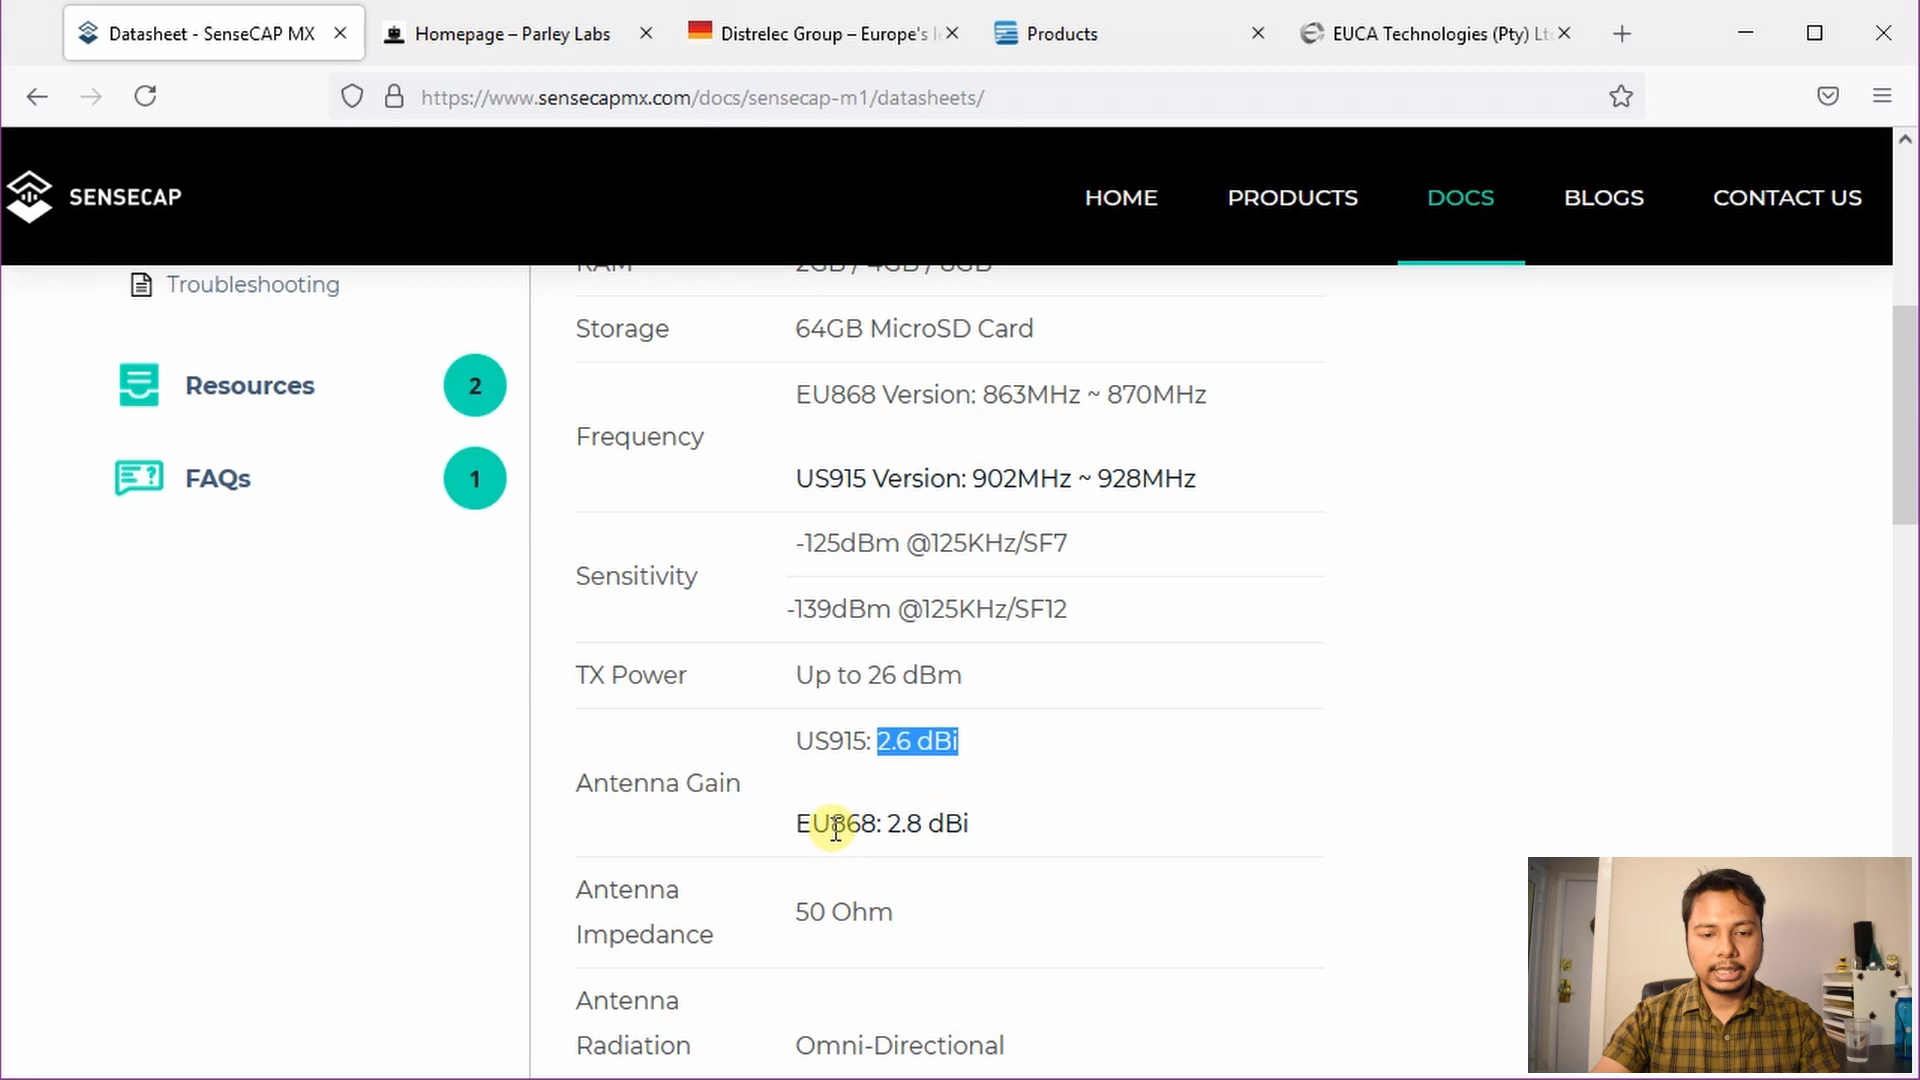 Datasheet - SenseCAP MX
Homepage – Parley Labs
Distrelec Group – Europe's l
Products
EUCA Technologies (Pty) Lt
https://www.sensecapmx.com/docs/sensecap-m1/datasheets/
SENSECAP
HOME
PRODUCTS
DOCS
BLOGS
CONTACT US
Troubleshooting
Resources
2
FAQs
1
RAM
2GB / 4GB / 8GB
Storage
64GB MicroSD Card
Frequency
EU868 Version: 863MHz ~ 870MHz
US915 Version: 902MHz ~ 928MHz
Sensitivity
-125dBm @125KHz/SF7
-139dBm @125KHz/SF12
TX Power
Up to 26 dBm
Antenna Gain
US915: 2.6 dBi
EU868: 2.8 dBi
Antenna
Impedance
50 Ohm
Antenna
Radiation
Omni-Directional